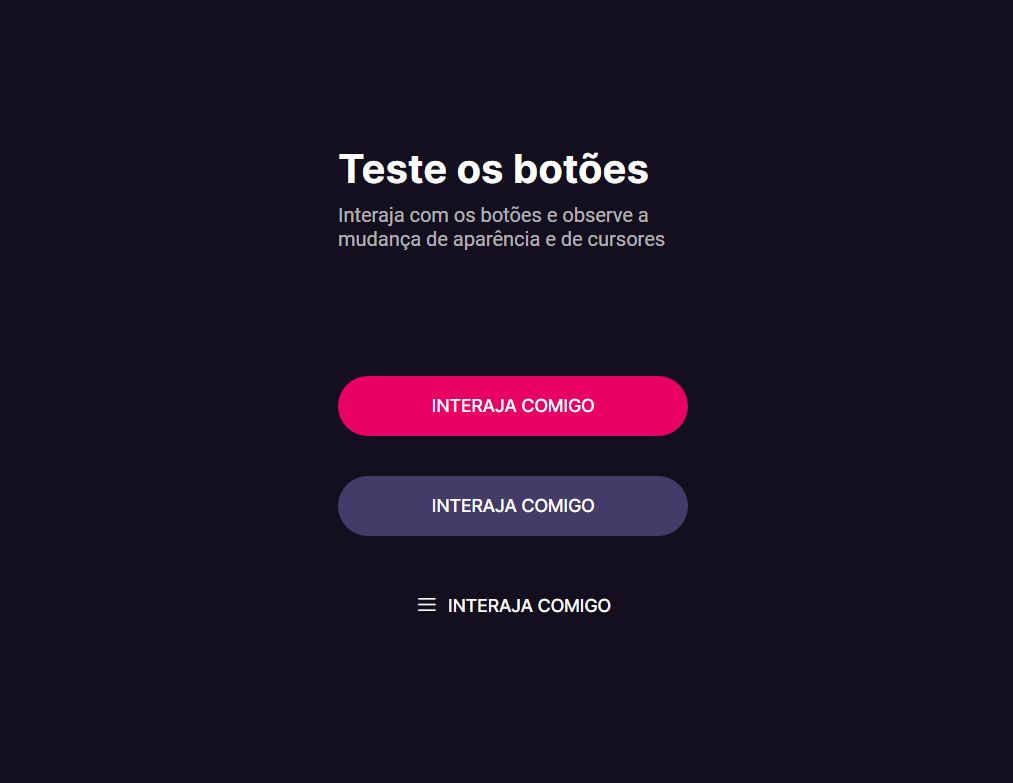 Teste os botões
Interaja com os botões e observe a
mudança de aparência e de cursores
INTERAJA COMIGO
INTERAJA COMIGO
INTERAJA COMIGO